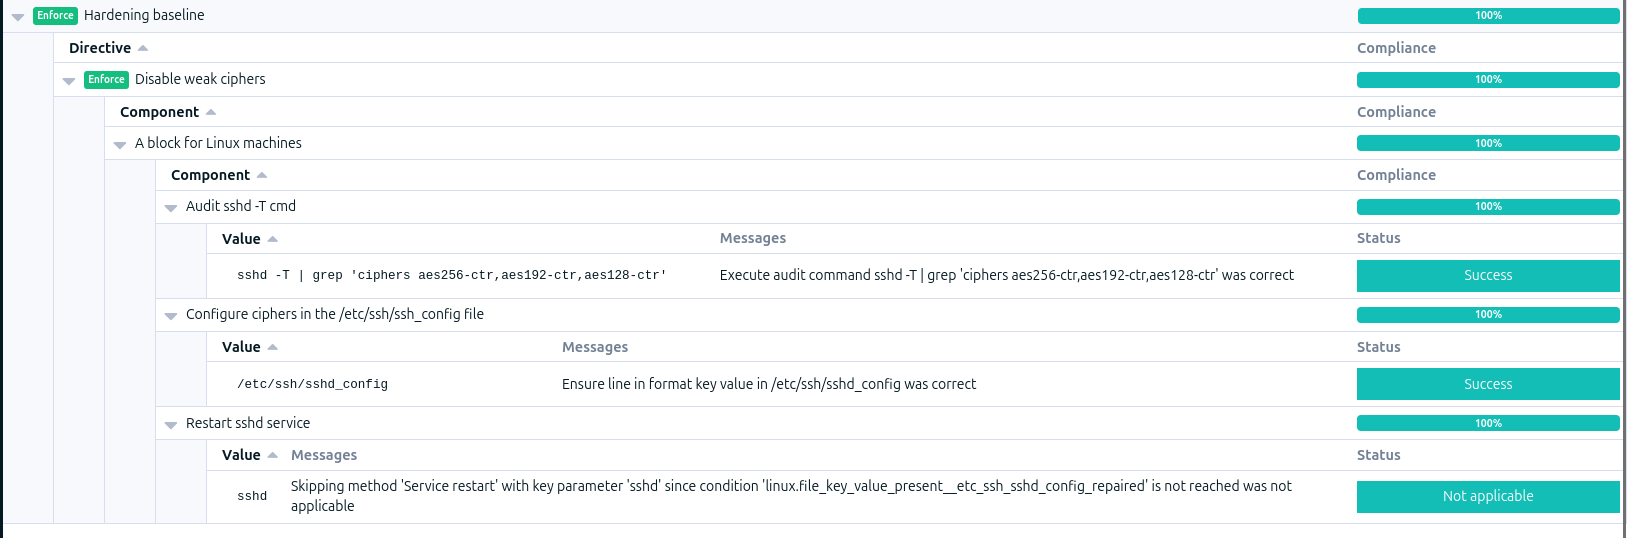 Enforce Hardening baseline 100%
Directive Compliance
Enforce Disable weak ciphers 100%
Component Compliance
A block for Linux machines 100%
Component Compliance
Audit sshd -T cmd 100%
Value Messages Status
sshd -T | grep 'ciphers aes256-ctr,aes192-ctr,aes128-ctr' Execute audit command sshd -T | grep 'ciphers aes256-ctr,aes192-ctr,aes128-ctr' was correct Success
Configure ciphers in the /etc/ssh/ssh_config file 100%
Value Messages Status
/etc/ssh/sshd_config Ensure line in format key value in /etc/ssh/sshd_config was correct Success
Restart sshd service 100%
Value Messages Status
sshd Skipping method 'Service restart' with key parameter 'sshd' since condition 'linux.file_key_value_present__etc_ssh_sshd_config_repaired' is not reached was not
applicable Not applicable